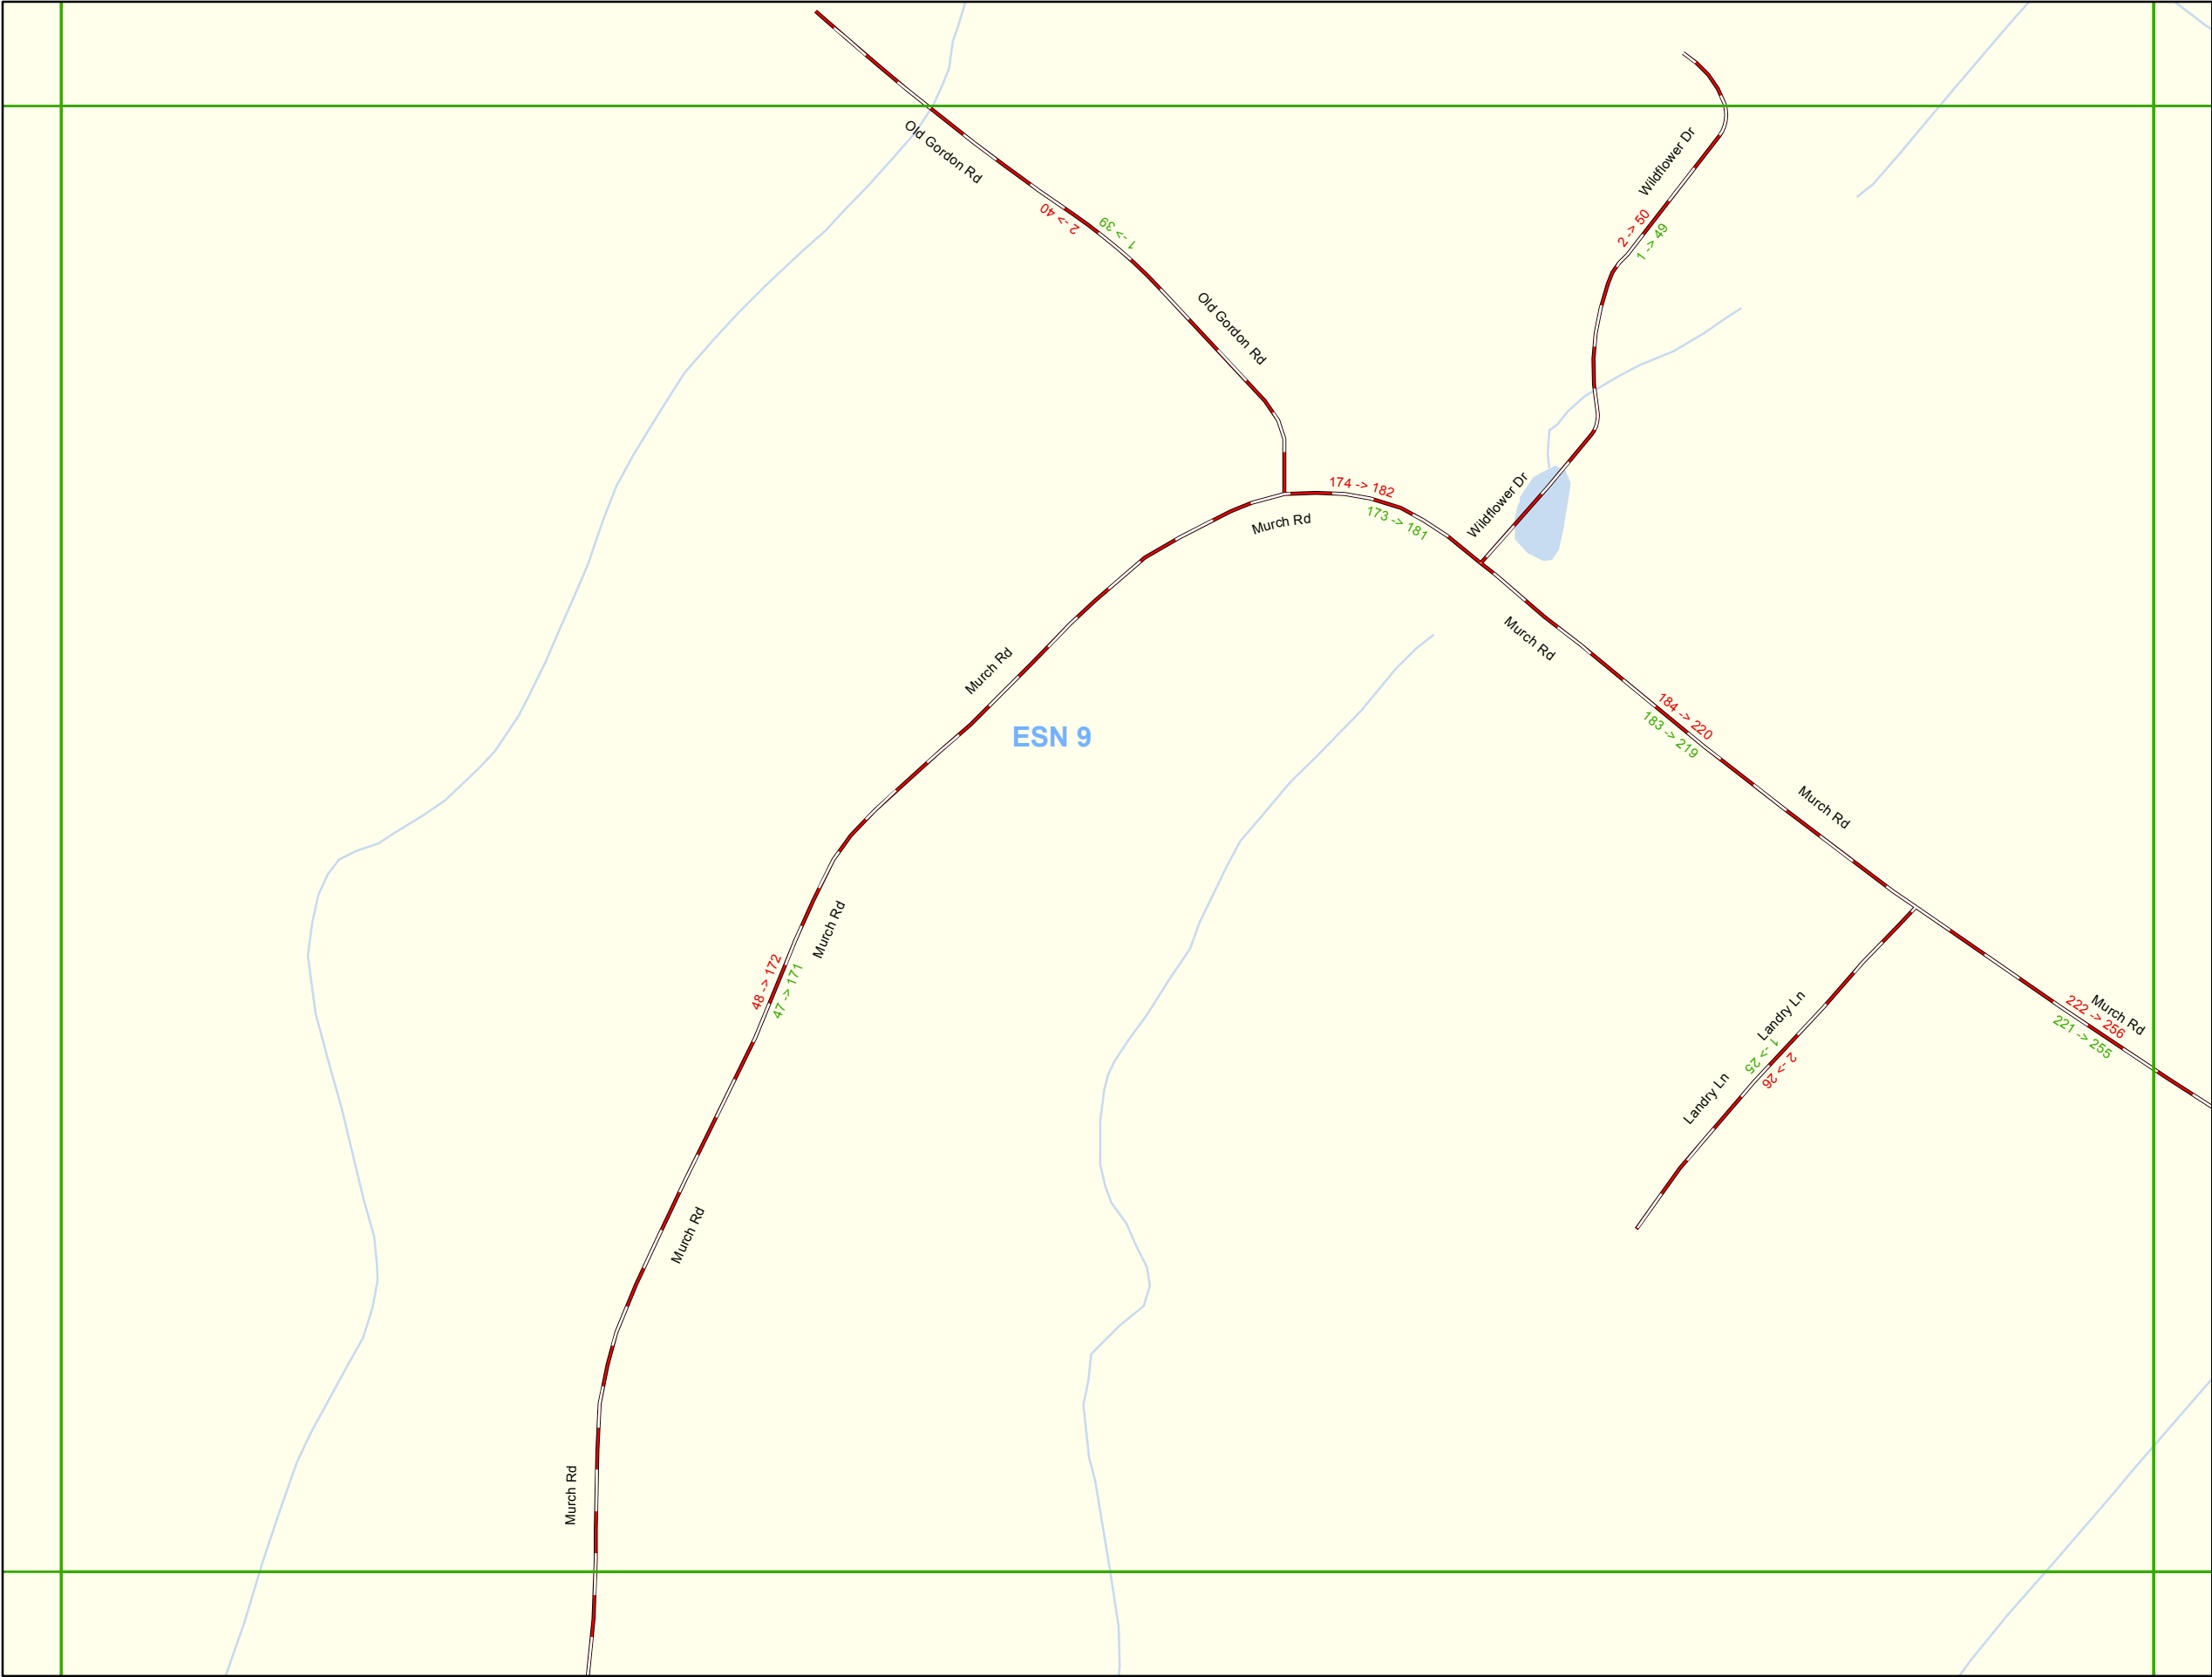 Old Gordon Rd
2 -> 40
1 -> 39
Old Gordon Rd
Wildflower Dr
2 -> 50
1 -> 49
Wildflower Dr
174 -> 182
173 -> 181
Murch Rd
Murch Rd
Murch Rd
ESN 9
184 -> 220
183 -> 219
Murch Rd
Murch Rd
48 -> 172
47 -> 171
Murch Rd
222 -> 256
221 -> 255
Landry Ln
1 -> 25
2 -> 26
Landry Ln
Murch Rd
Murch Rd